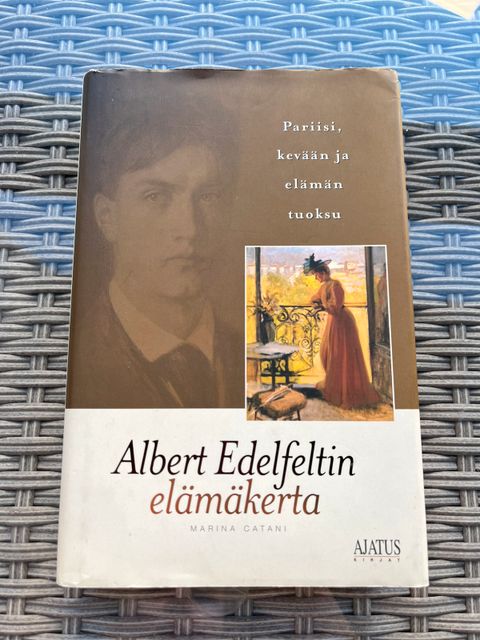 Pariisi,
kevään ja
elämän
tuoksu
Albert Edelfeltin
elämäkerta
MARINA CATANI
AJATUS
KIRJAT